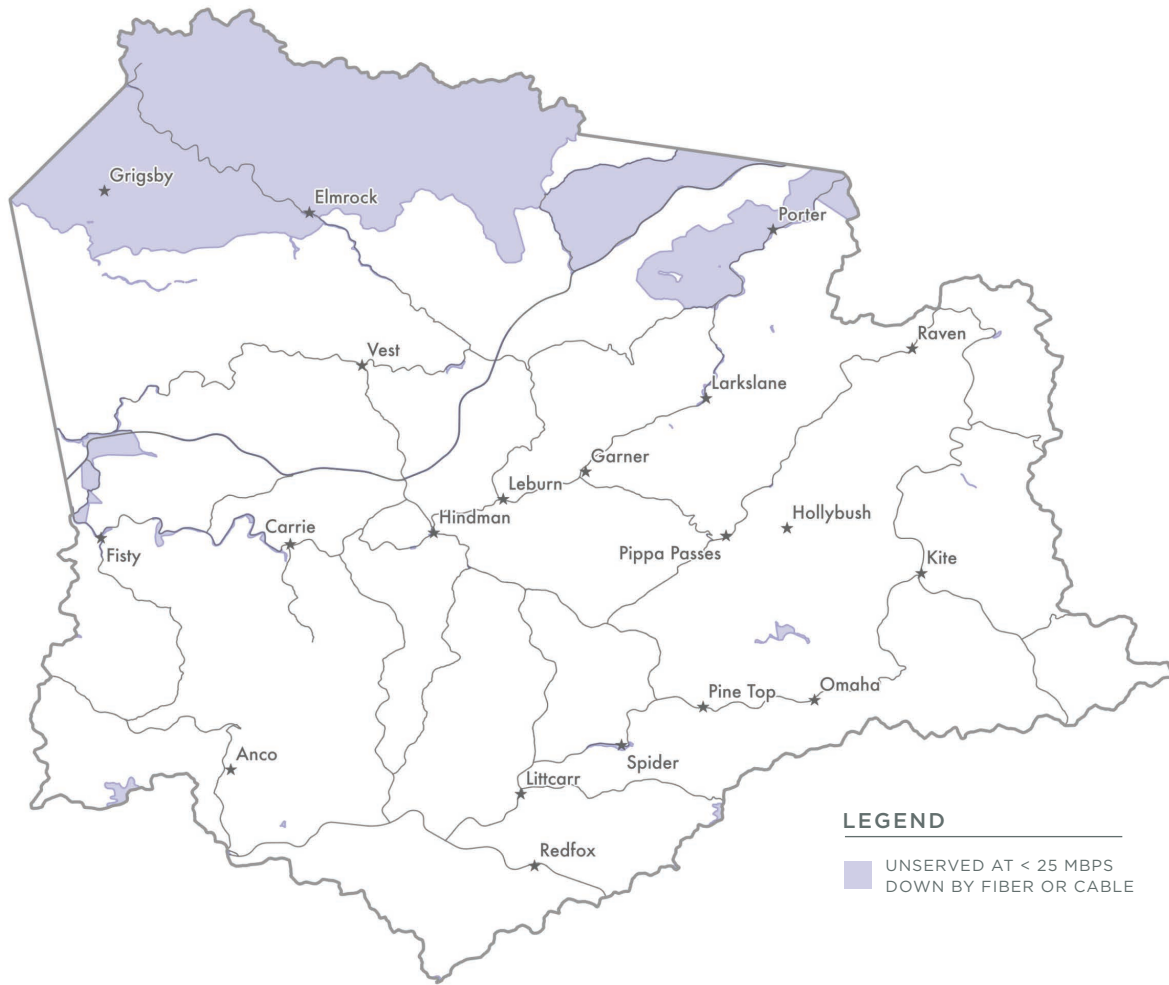 Grigsby
Elmrock
Porter
Raven
Vest
Larkslane
Garner
Leburn
Hindman
Hollybush
Carrie
Pippa Passes
Fisty
Kite
Omaha
Pine Top
Anco
Spider
Littcarr
Redfox
LEGEND
UNSERVED AT < 25 MBPS
DOWN BY FIBER OR CABLE